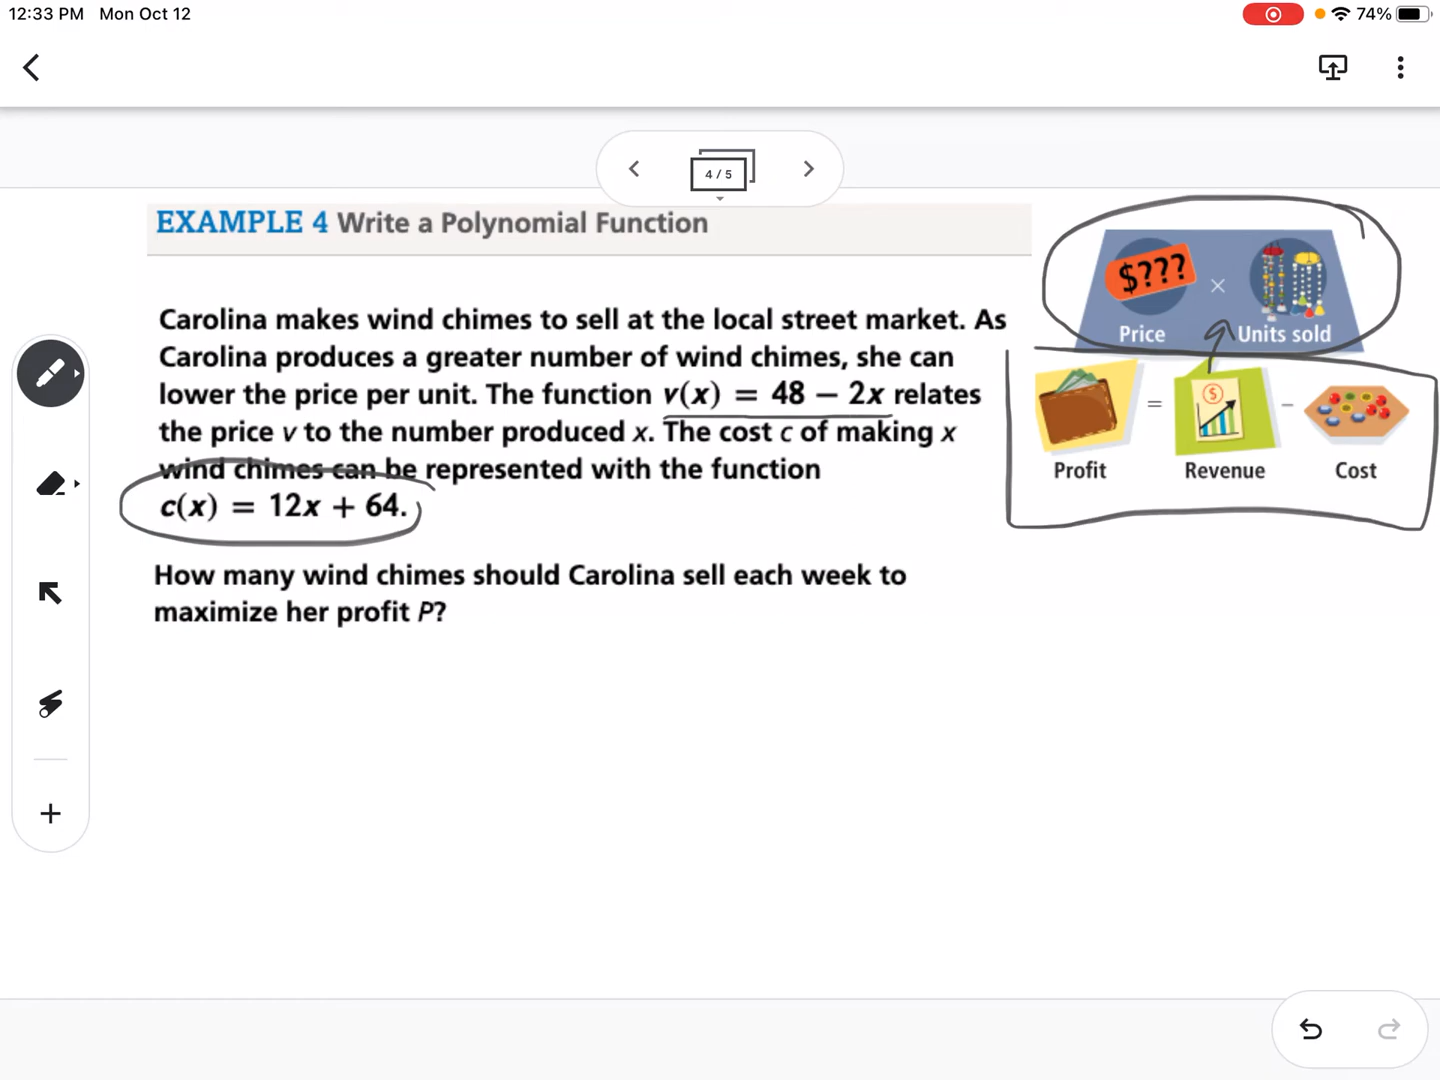 12:33 PM Mon Oct 12
74%
4 / 5
EXAMPLE 4 Write a Polynomial Function
Carolina makes wind chimes to sell at the local street market. As
Carolina produces a greater number of wind chimes, she can
lower the price per unit. The function v(x) = 48 – 2x relates
the price v to the number produced x. The cost c of making x
wind chimes can be represented with the function
c(x) = 12x + 64.
How many wind chimes should Carolina sell each week to
maximize her profit P?
$???
×
Price
Units sold
=
$
–
Profit
Revenue
Cost